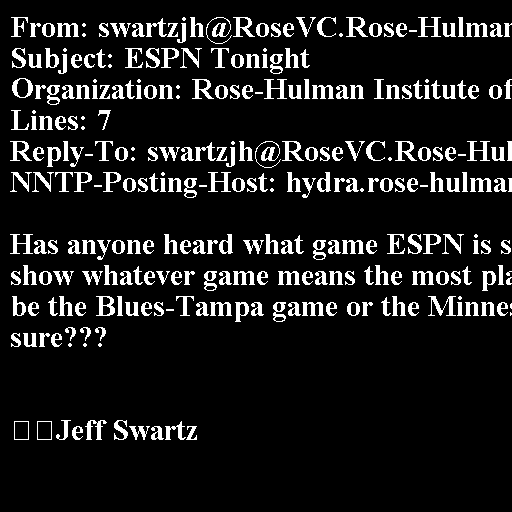 From: swartzjh@RoseVC.Rose-Hulman
Subject: ESPN Tonight
Organization: Rose-Hulman Institute of
Lines: 7
Reply-To: swartzjh@RoseVC.Rose-Hul
NNTP-Posting-Host: hydra.rose-hulman
Has anyone heard what game ESPN is s
show whatever game means the most pla
be the Blues-Tampa game or the Minnes
sure???
Jeff Swartz